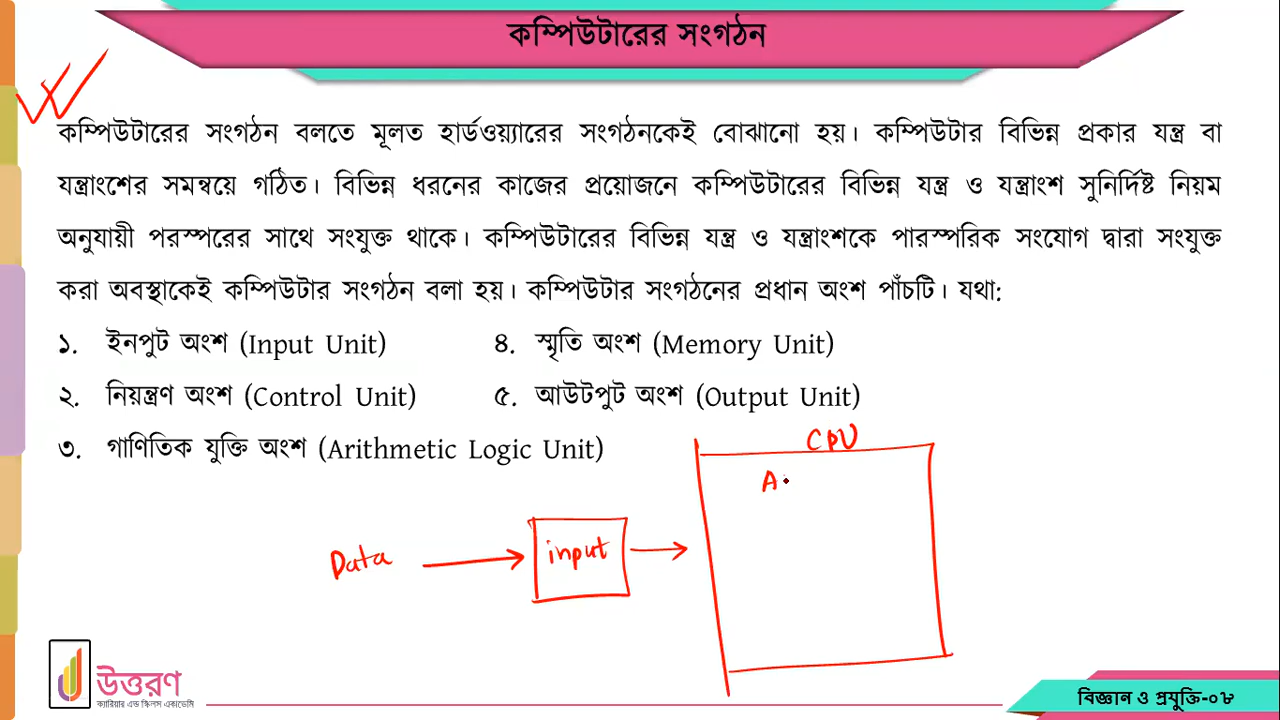 কম্পিউটারের সংগঠন
কম্পিউটারের সংগঠন বলতে মূলত হার্ডওয়্যারের সংগঠনকেই বোঝানো হয়। কম্পিউটার বিভিন্ন প্রকার যন্ত্র বা
যন্ত্রাংশের সমন্বয়ে গঠিত। বিভিন্ন ধরনের কাজের প্রয়োজনে কম্পিউটারের বিভিন্ন যন্ত্র ও যন্ত্রাংশ সুনির্দিষ্ট নিয়ম
অনুযায়ী পরস্পরের সাথে সংযুক্ত থাকে। কম্পিউটারের বিভিন্ন যন্ত্র ও যন্ত্রাংশকে পারস্পরিক সংযোগ দ্বারা সংযুক্ত
করা অবস্থাকেই কম্পিউটার সংগঠন বলা হয়। কম্পিউটার সংগঠনের প্রধান অংশ পাঁচটি। যথা:
১. ইনপুট অংশ (Input Unit)
২. নিয়ন্ত্রণ অংশ (Control Unit)
৩. গাণিতিক যুক্তি অংশ (Arithmetic Logic Unit)
৪. স্মৃতি অংশ (Memory Unit)
৫. আউটপুট অংশ (Output Unit)
CPU
A
Data
input
উত্তরণ
ক্যারিয়ার এন্ড স্কিলস একাডেমি
বিজ্ঞান ও প্রযুক্তি-০৮